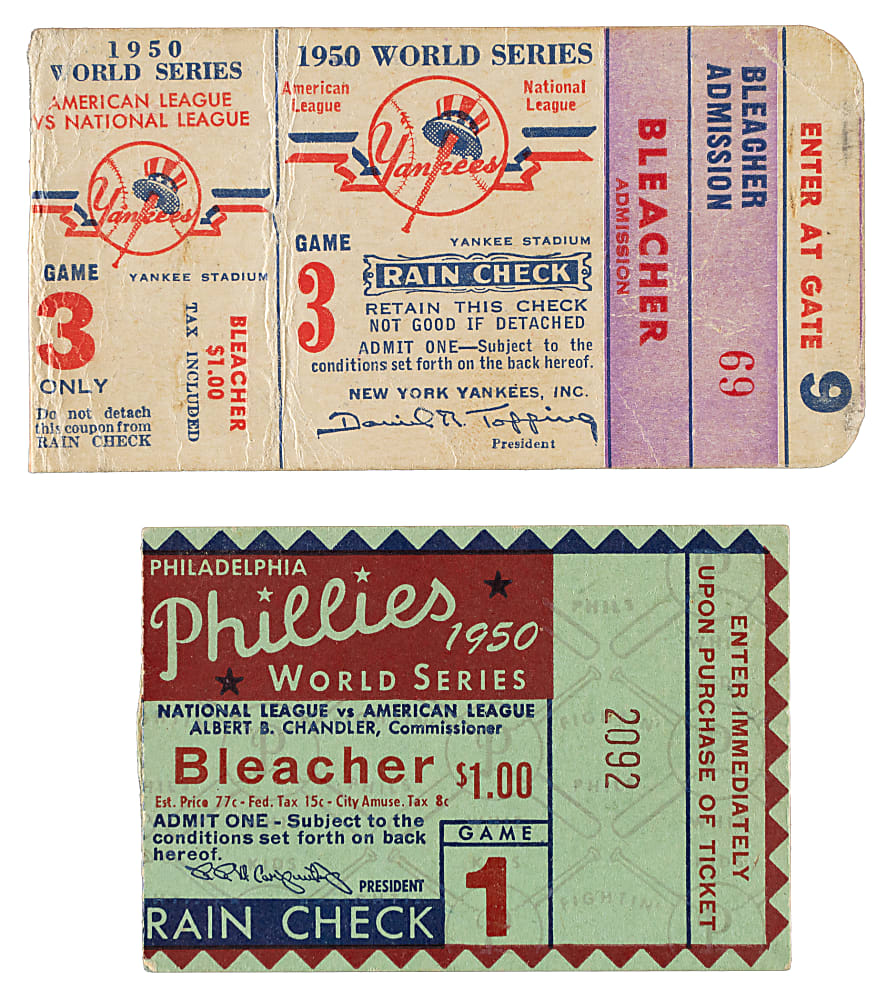 1950
WORLD SERIES
AMERICAN LEAGUE
VS NATIONAL LEAGUE
Yankees
GAME
YANKEE STADIUM
3
ONLY
Do not detach
this coupon from
RAIN CHECK
TAX INCLUDED
BLEACHER
$1.00
1950 WORLD SERIES
American
League
National
League
Yankees
GAME
3
YANKEE STADIUM
RAIN CHECK
RETAIN THIS CHECK
NOT GOOD IF DETACHED
ADMIT ONE—Subject to the
conditions set forth on the back hereof.
NEW YORK YANKEES, INC.
Daniel R. Topping
President
BLEACHER
ADMISSION
BLEACHER
ADMISSION
69
ENTER AT GATE 9
PHILADELPHIA
Phillies
1950
WORLD SERIES
NATIONAL LEAGUE vs AMERICAN LEAGUE
ALBERT B. CHANDLER, Commissioner
Bleacher $1.00
Est. Price 77c - Fed. Tax 15c - City Amuse. Tax 8c
ADMIT ONE - Subject to the
conditions set forth on back
hereof.
PRESIDENT
RAIN CHECK
GAME
1
2092
ENTER IMMEDIATELY
UPON PURCHASE OF TICKET